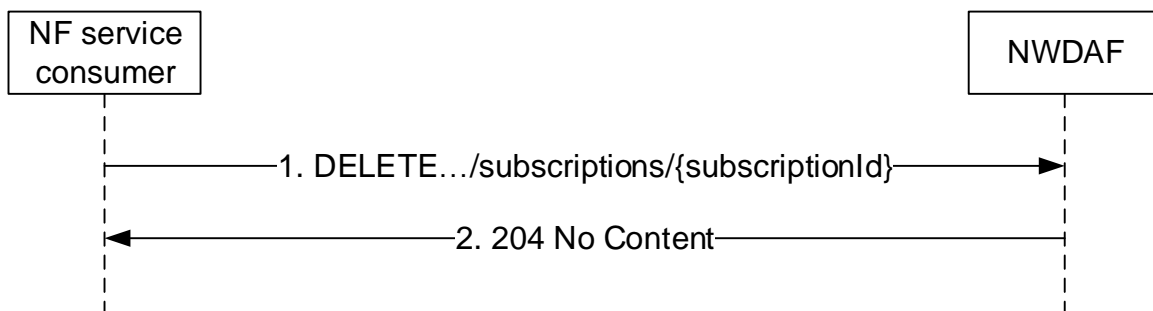 NF service
consumer
NWDAF
1. DELETE…/subscriptions/{subscriptionId}
2. 204 No Content